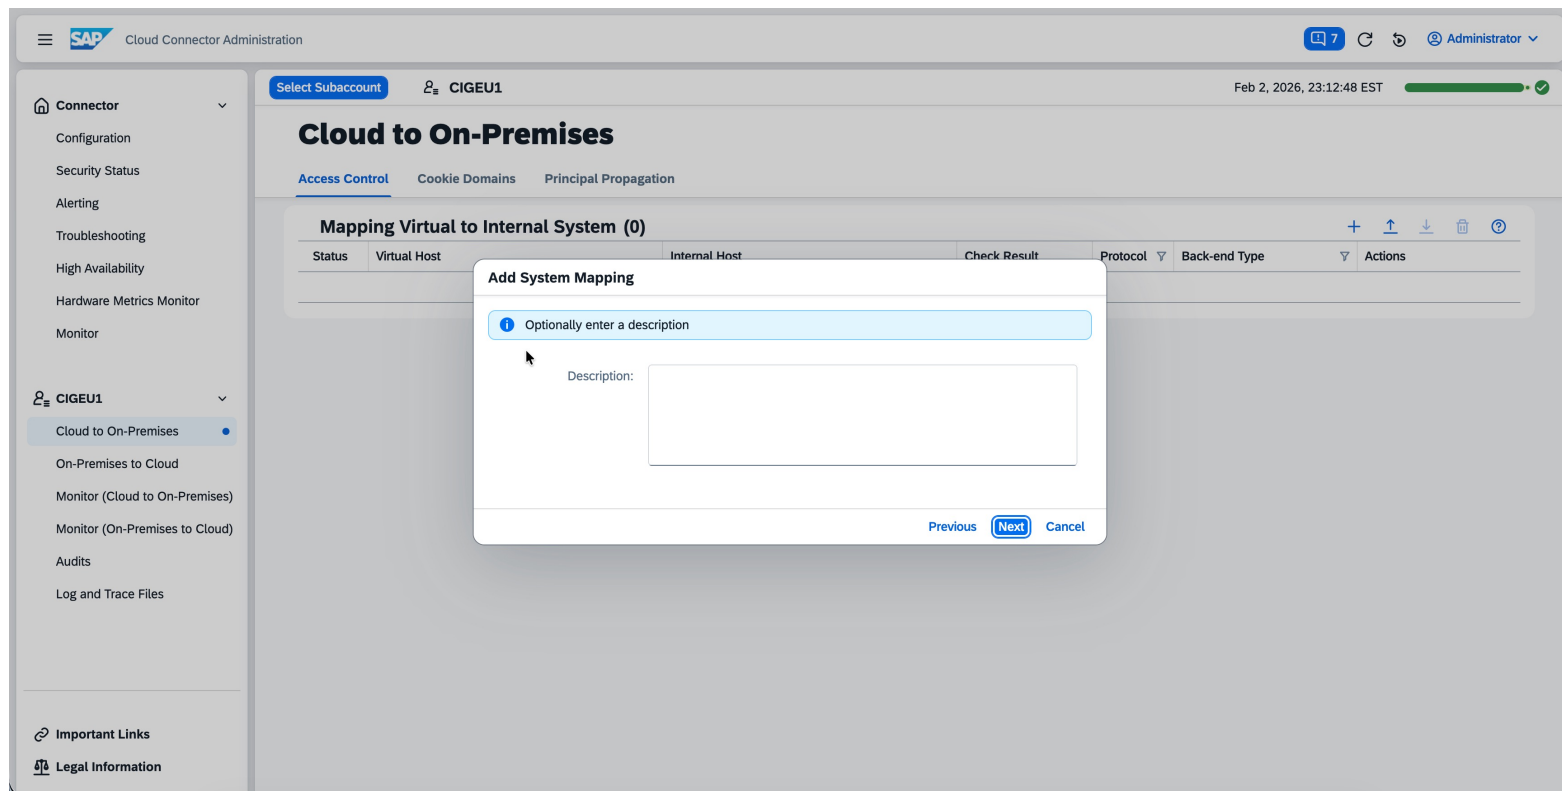 SAP Cloud Connector Administration 7 Administrator
Connector
Configuration
Security Status
Alerting
Troubleshooting
High Availability
Hardware Metrics Monitor
Monitor
CIGEU1
Cloud to On-Premises
On-Premises to Cloud
Monitor (Cloud to On-Premises)
Monitor (On-Premises to Cloud)
Audits
Log and Trace Files
Important Links
Legal Information
Select Subaccount CIGEU1 Feb 2, 2026, 23:12:48 EST
Cloud to On-Premises
Access Control Cookie Domains Principal Propagation
Mapping Virtual to Internal System (0)
Status Virtual Host Internal Host Check Result Protocol Back-end Type Actions
Add System Mapping
Optionally enter a description
Description:
Previous Next Cancel